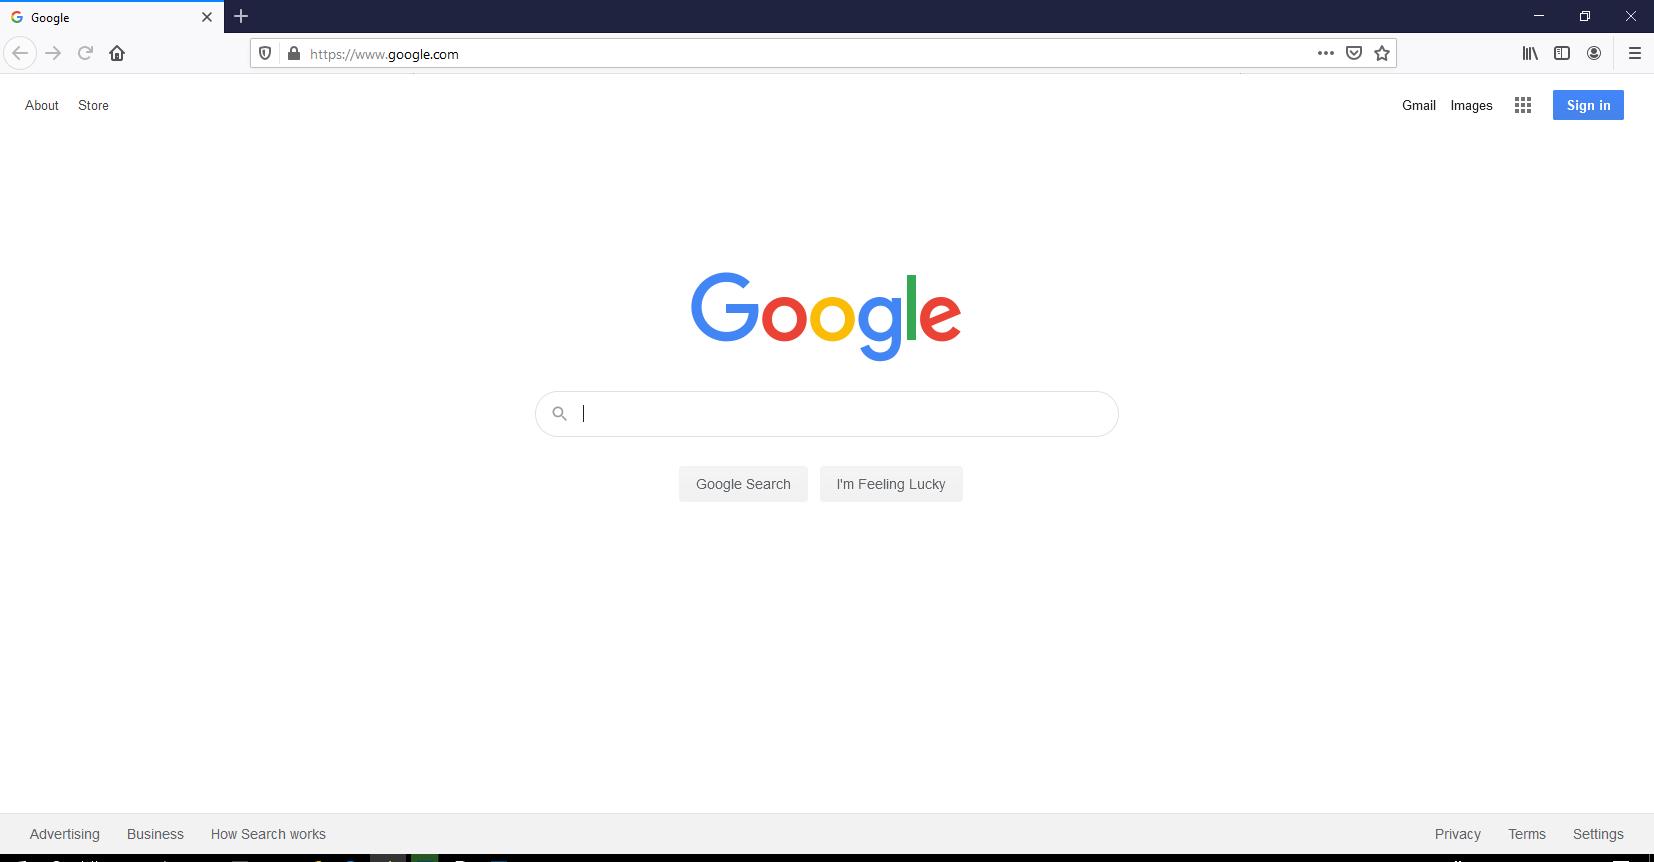 Google
https://www.google.com
About Store Gmail Images Sign in
Google
Google Search I'm Feeling Lucky
Advertising Business How Search works Privacy Terms Settings